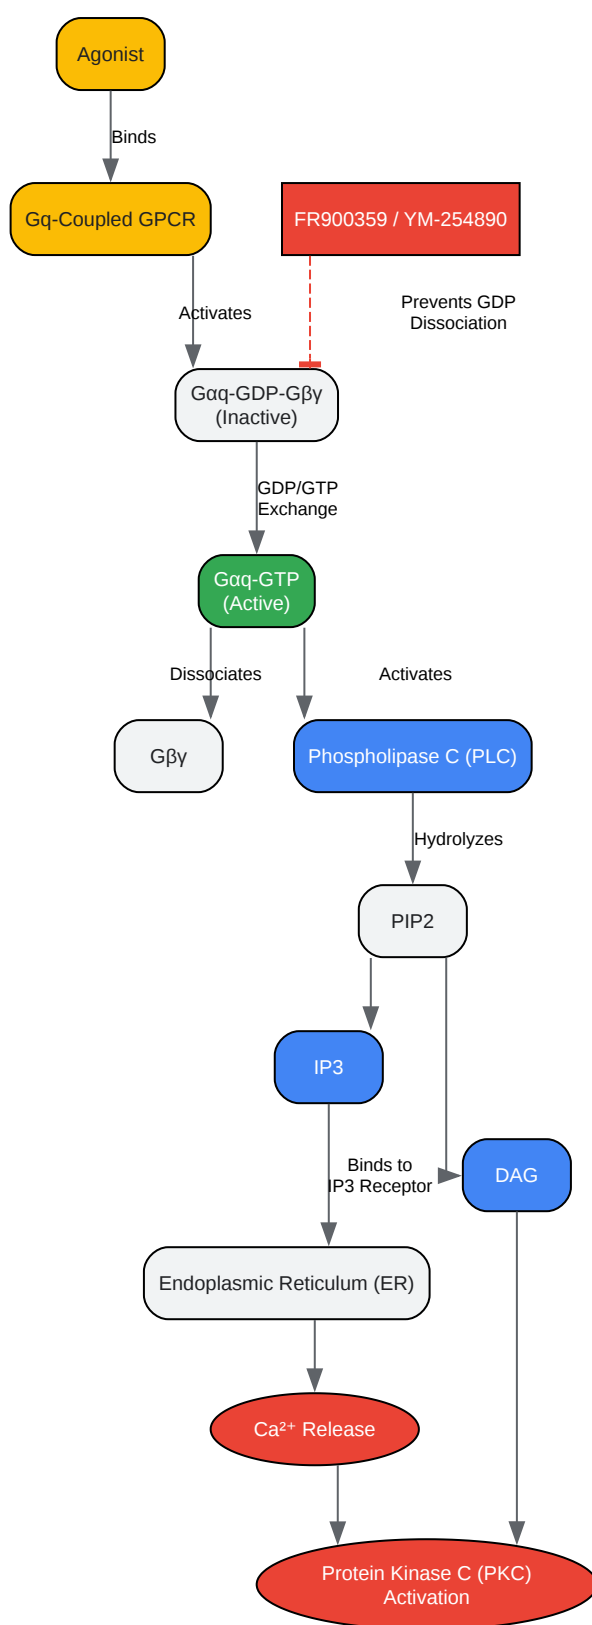 Agonist
Binds
Gq-Coupled GPCR
FR900359 / YM-254890
Activates
Prevents GDP
Dissociation
Gαq-GDP-Gβγ
(Inactive)
GDP/GTP
Exchange
Gαq-GTP
(Active)
Dissociates
Activates
Gβγ
Phospholipase C (PLC)
Hydrolyzes
PIP2
IP3
Binds to
IP3 Receptor
DAG
Endoplasmic Reticulum (ER)
Ca²⁺ Release
Protein Kinase C (PKC)
Activation